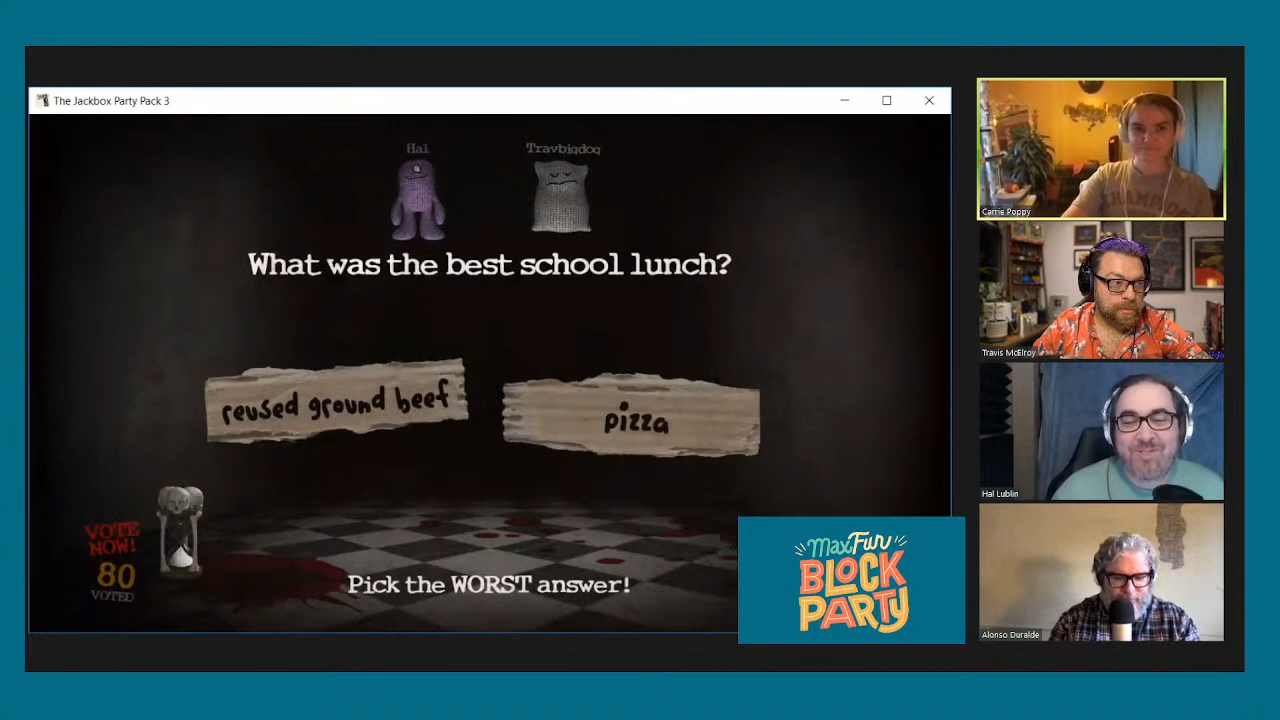 The Jackbox Party Pack 3
Hal
Travbigdog
What was the best school lunch?
reused ground beef
pizza
VOTE
NOW!
80
VOTED
Pick the WORST answer!
MaxFun
BLOCK
PARTY
Carrie Poppy
CHAMPION
Travis McElroy
Hal Lublin
Alonso Duralde